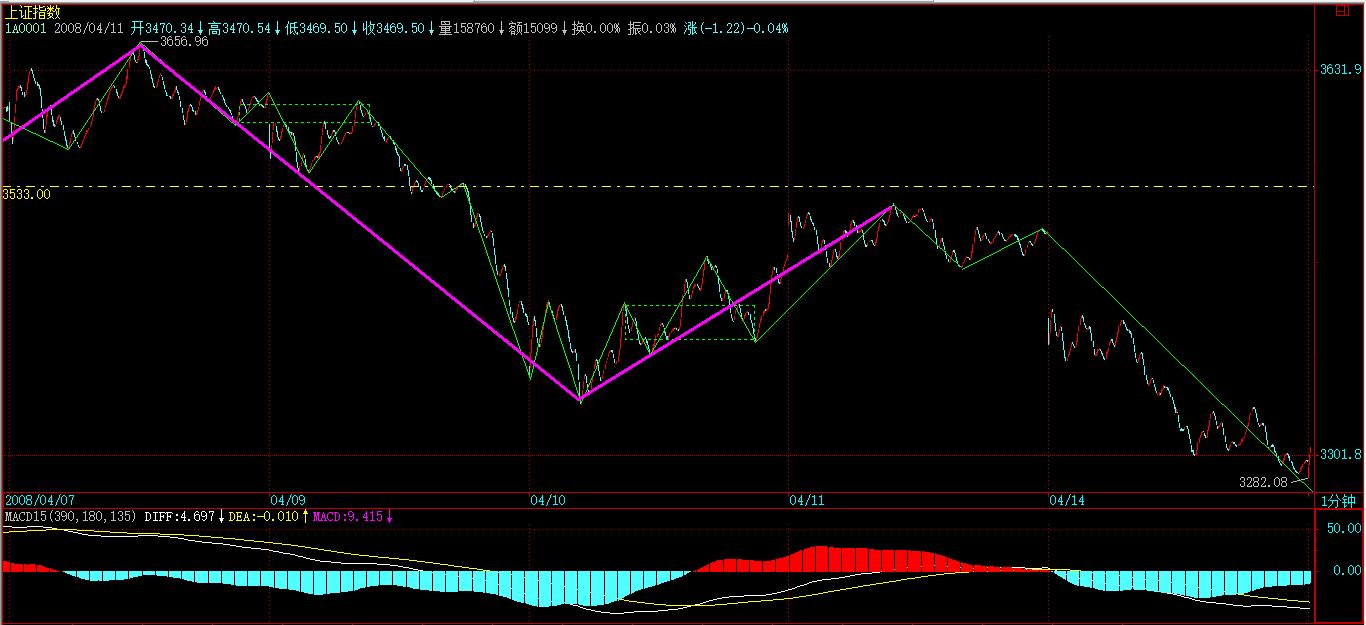 上证指数
1A0001 2008/04/11 开3470.34↓高3470.54↓低3469.50↓收3469.50↓量158760↓额15099↓换0.00% 振0.03% 涨(-1.22)-0.04%
3656.96
3631.9
3533.00
3301.8
3282.08
2008/04/07 04/09 04/10 04/11 04/14 1分钟
MACD15(390,180,135) DIFF:4.697↓DEA:-0.010↑MACD:9.415↓
50.00
0.00